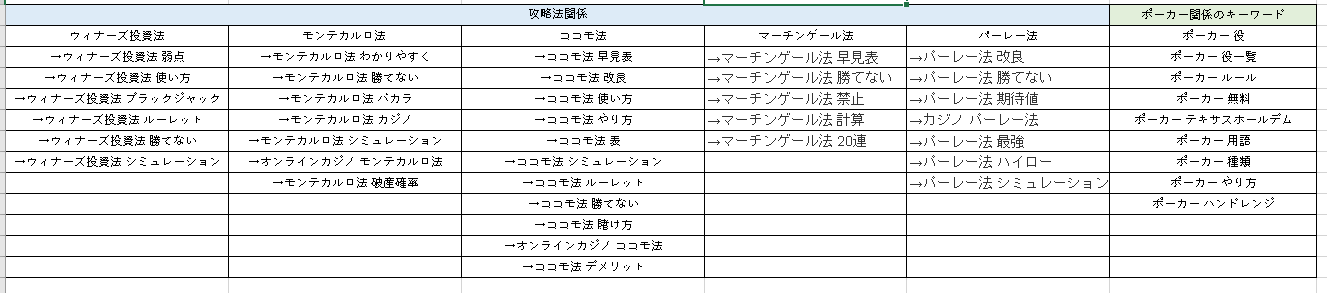 攻略法関係 ポーカー関係のキーワード
ウィナーズ投資法 モンテカルロ法 ココモ法 マーチンゲール法 パーレー法 ポーカー 役
→ウィナーズ投資法 弱点 →モンテカルロ法 わかりやすく →ココモ法 早見表 →マーチンゲール法 早見表 →パーレー法 改良 ポーカー 役一覧
→ウィナーズ投資法 使い方 →モンテカルロ法 勝てない →ココモ法 改良 →マーチンゲール法 勝てない →パーレー法 勝てない ポーカー ルール
→ウィナーズ投資法 ブラックジャック →モンテカルロ法 バカラ →ココモ法 使い方 →マーチンゲール法 禁止 →パーレー法 期待値 ポーカー 無料
→ウィナーズ投資法 ルーレット →モンテカルロ法 カジノ →ココモ法 やり方 →マーチンゲール法 計算 →カジノ パーレー法 ポーカー テキサスホールデム
→ウィナーズ投資法 勝てない →モンテカルロ法 シミュレーション →ココモ法 表 →マーチンゲール法 20連 →パーレー法 最強 ポーカー 用語
→ウィナーズ投資法 シミュレーション →オンラインカジノ モンテカルロ法 →ココモ法 シミュレーション →パーレー法 ハイロー ポーカー 種類
→モンテカルロ法 破産確率 →ココモ法 ルーレット →パーレー法 シミュレーション ポーカー やり方
→ココモ法 勝てない ポーカー ハンドレンジ
→ココモ法 賭け方
→オンラインカジノ ココモ法
→ココモ法 デメリット